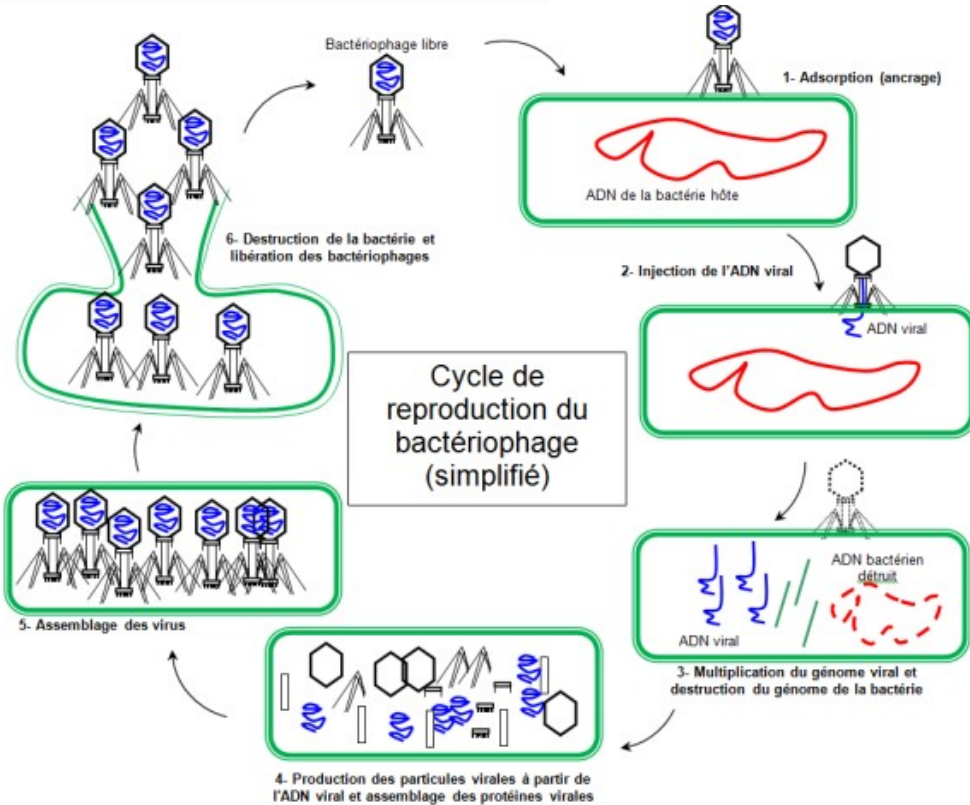 Bactériophage libre
1- Adsorption (ancrage)
ADN de la bactérie hôte
2- Injection de l'ADN viral
ADN viral
ADN bactérien
détruit
ADN viral
3- Multiplication du génome viral et
destruction du génome de la bactérie
4- Production des particules virales à partir de
l'ADN viral et assemblage des protéines virales
5- Assemblage des virus
6- Destruction de la bactérie et
libération des bactériophages
Cycle de
reproduction du
bactériophage
(simplifié)